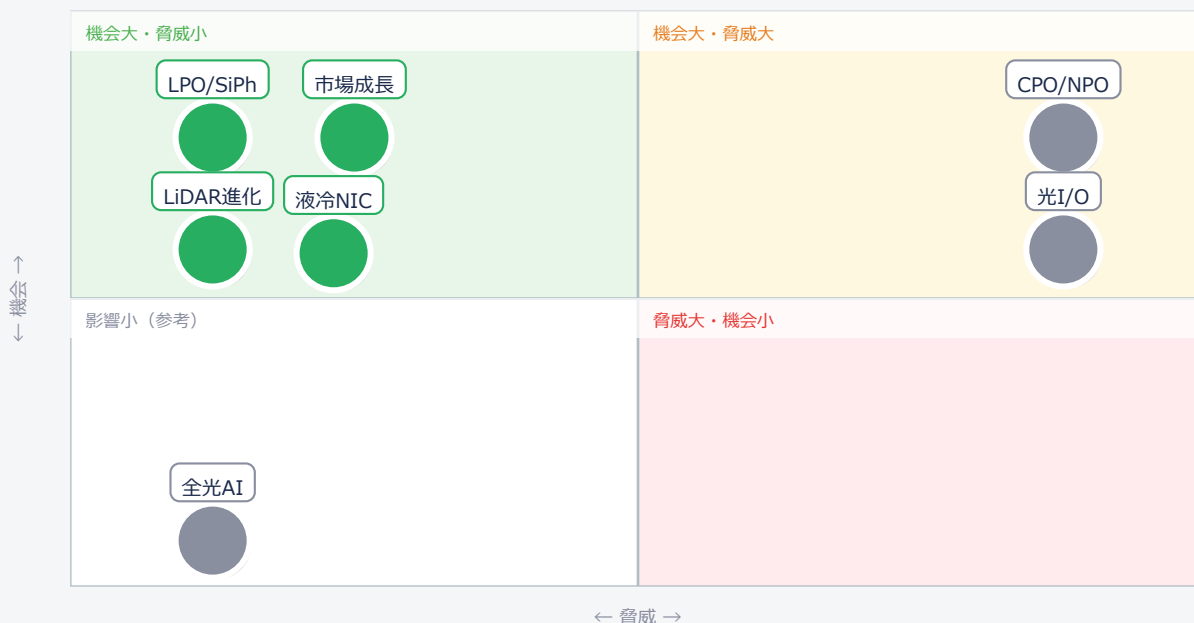 機会大・脅威小
機会大・脅威大
LPO/SiPh
市場成長
CPO/NPO
LiDAR進化
液冷NIC
光I/O
← 機会 →
影響小（参考）
脅威大・機会小
全光AI
← 脅威 →